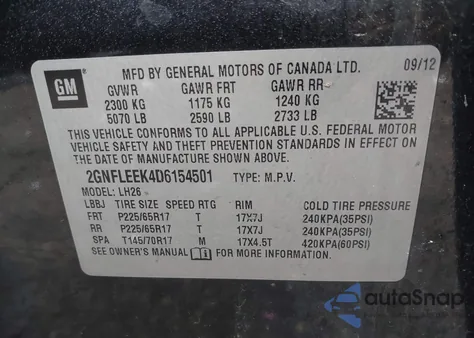 GM
MFD BY GENERAL MOTORS OF CANADA LTD. 09/12
GVWR GAWR FRT GAWR RR
2300 KG 1175 KG 1240 KG
5070 LB 2590 LB 2733 LB
THIS VEHICLE CONFORMS TO ALL APPLICABLE U.S. FEDERAL MOTOR
VEHICLE SAFETY AND THEFT PREVENTION STANDARDS IN EFFECT ON
THE DATE OF MANUFACTURE SHOWN ABOVE.
2GNFLEEK4D6154501 TYPE: M.P.V.
MODEL: LH26
LBBJ TIRE SIZE SPEED RTG RIM COLD TIRE PRESSURE
FRT P225/65R17 T 17X7J 240KPA(35PSI)
RR P225/65R17 T 17X7J 240KPA(35PSI)
SPA T145/70R17 M 17X4.5T 420KPA(60PSI)
SEE OWNER'S MANUAL FOR MORE INFORMATION.
autoSnap